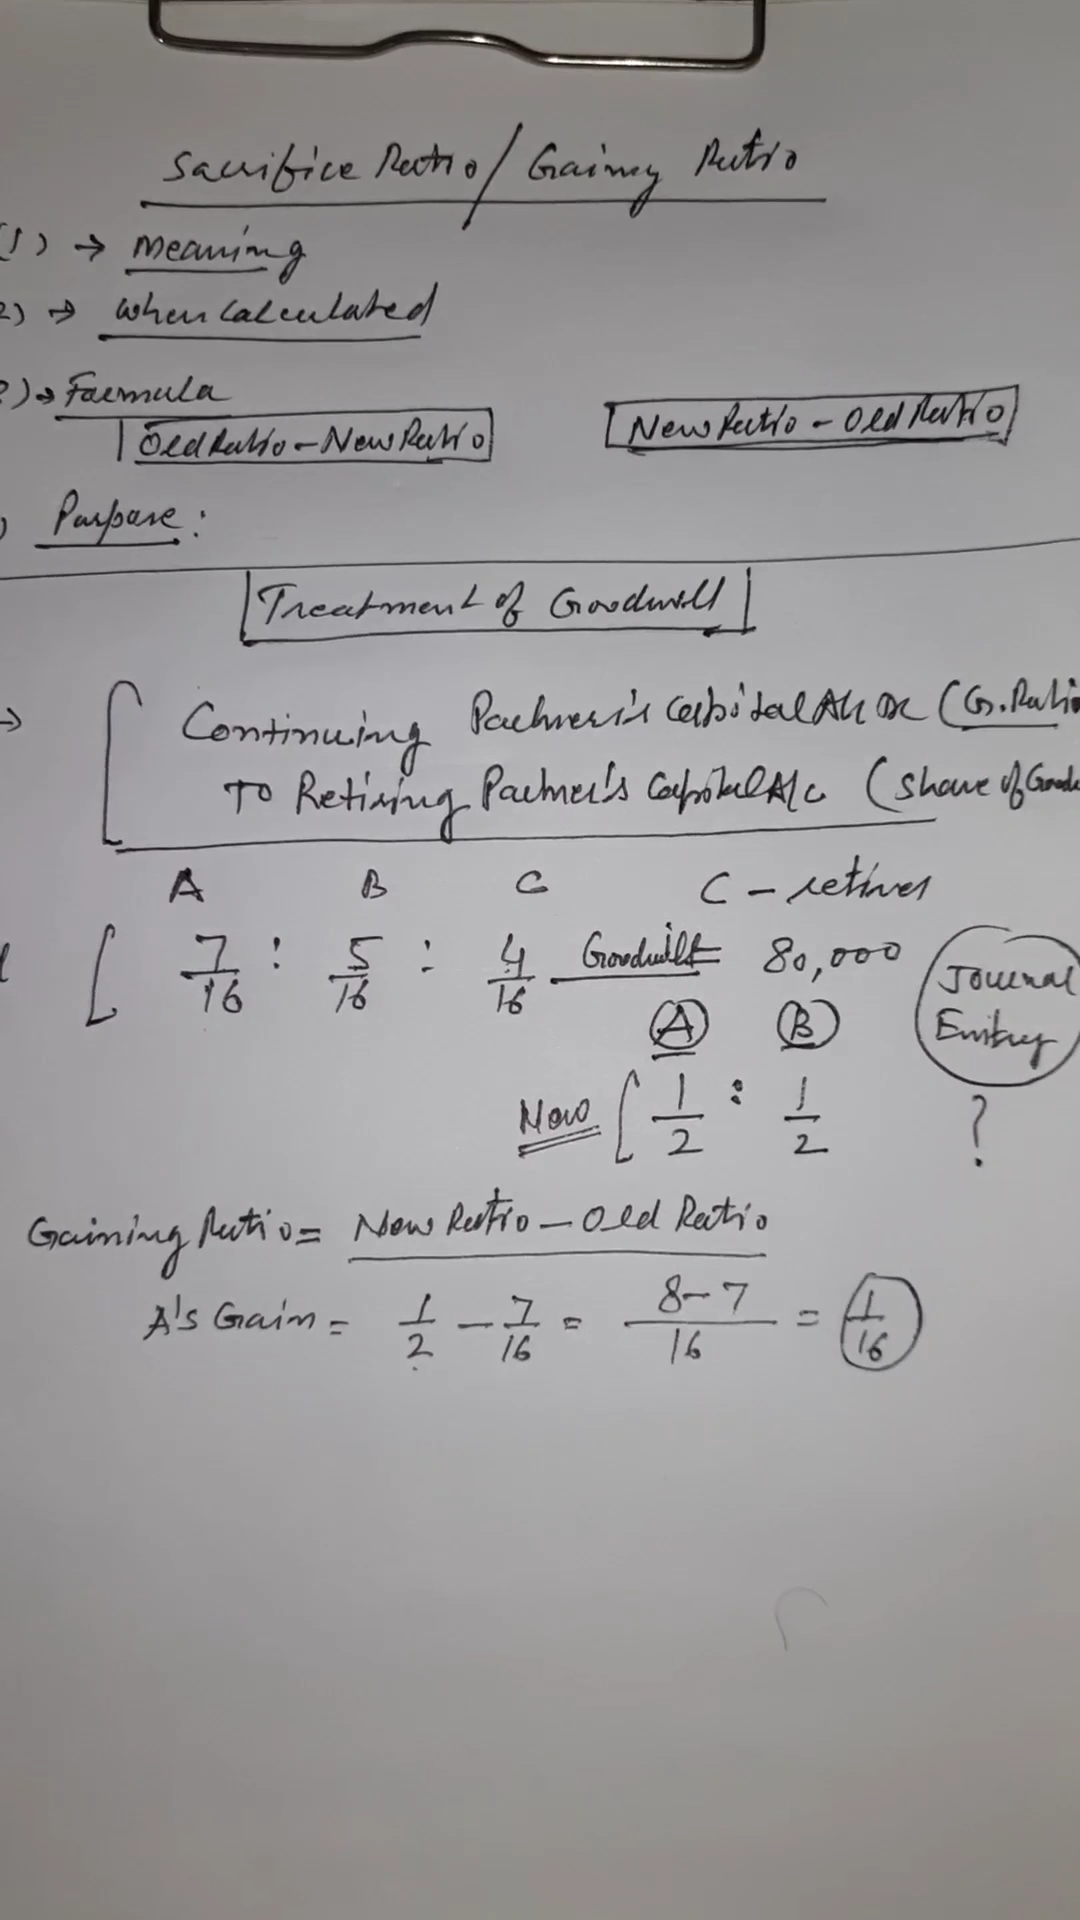 Sacrifice Ratio / Gaining Ratio
1) → Meaning
2) → When Calculated
→ Formula
Old Ratio - New Ratio    New Ratio - Old Ratio
Purpose:
Treatment of Goodwill
→ Continuing Partner's Capital A/c Dr (G.Ratio
To Retiring Partner's Capital A/c (Share of Good
A B C C - retires
[ 7/16 : 5/16 : 4/16 Goodwill = 80,000
Journal Entry ?
A B
New [ 1/2 : 1/2
Gaining Ratio = New Ratio - Old Ratio
A's Gain = 1/2 - 7/16 = 8-7/16 = 1/16